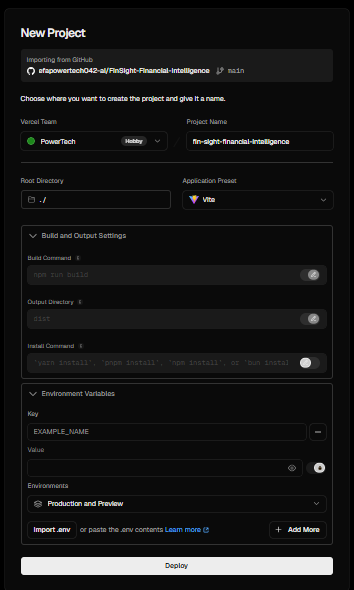 New Project
Importing from GitHub
efapowertech042-ai/FinSight-Financial-Intelligence main
Choose where you want to create the project and give it a name.
Vercel Team
Project Name
PowerTech Hobby
fin-sight-financial-intelligence
Root Directory
Application Preset
./
Vite
Build and Output Settings
Build Command
npm run build
Output Directory
dist
Install Command
`yarn install`, `pnpm install`, `npm install`, or `bun instal
Environment Variables
Key
EXAMPLE_NAME
Value
Environments
Production and Preview
Import .env or paste the .env contents Learn more
Add More
Deploy